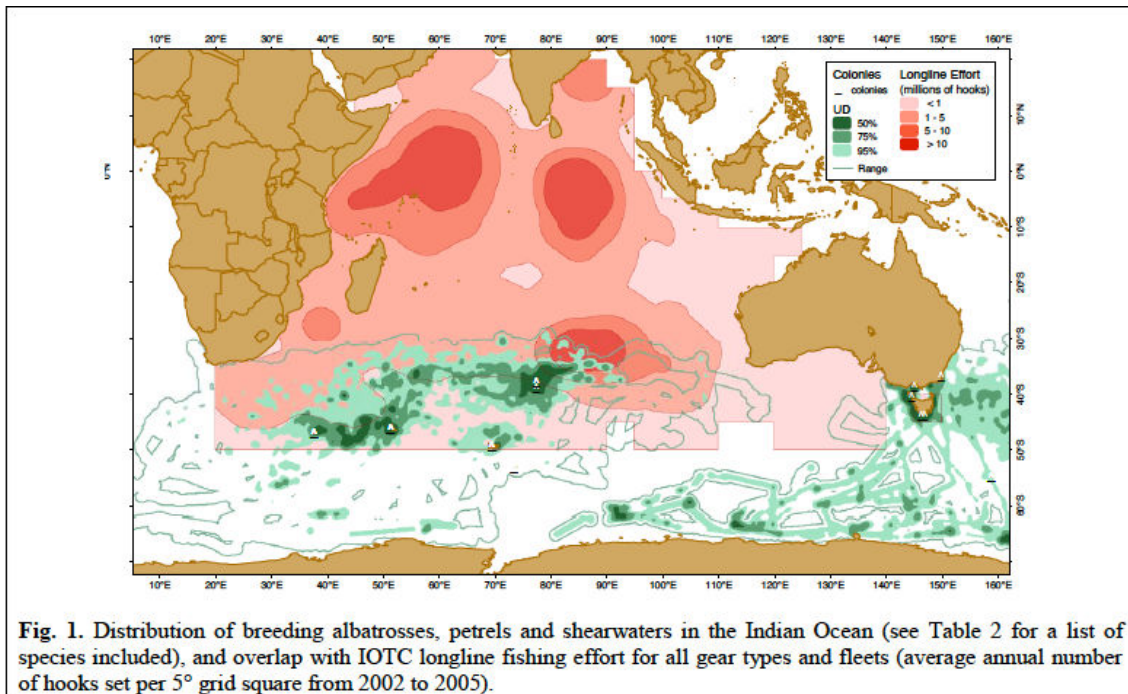 10°E 20°E 30°E 40°E 50°E 60°E 70°E 80°E 90°E 100°E 110°E 120°E 130°E 140°E 150°E 160°E
Colonies
colonies
UD
50%
75%
95%
Range
Longline Effort
(millions of hooks)
< 1
1 - 5
5 - 10
> 10
10°N
0°N
10°S
20°S
30°S
40°S
50°S
60°S
10°E 20°E 30°E 40°E 50°E 60°E 70°E 80°E 90°E 100°E 110°E 120°E 130°E 140°E 150°E 160°E
Fig. 1. Distribution of breeding albatrosses, petrels and shearwaters in the Indian Ocean (see Table 2 for a list of
species included), and overlap with IOTC longline fishing effort for all gear types and fleets (average annual number
of hooks set per 5° grid square from 2002 to 2005).